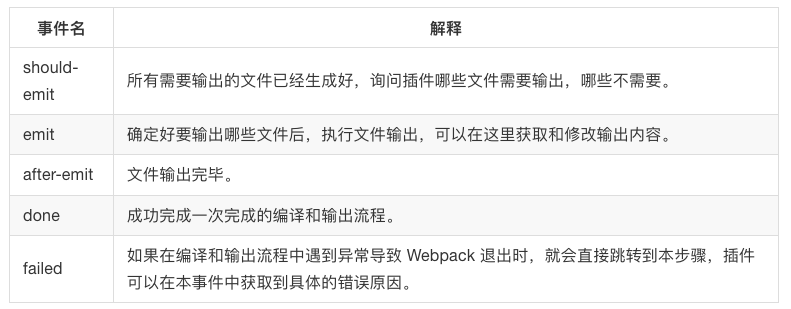 事件名 解释
should-
emit 所有需要输出的文件已经生成好，询问插件哪些文件需要输出，哪些不需要。
emit 确定好要输出哪些文件后，执行文件输出，可以在这里获取和修改输出内容。
after-emit 文件输出完毕。
done 成功完成一次完成的编译和输出流程。
failed 如果在编译和输出流程中遇到异常导致 Webpack 退出时，就会直接跳转到本步骤，插件
可以在本事件中获取到具体的错误原因。